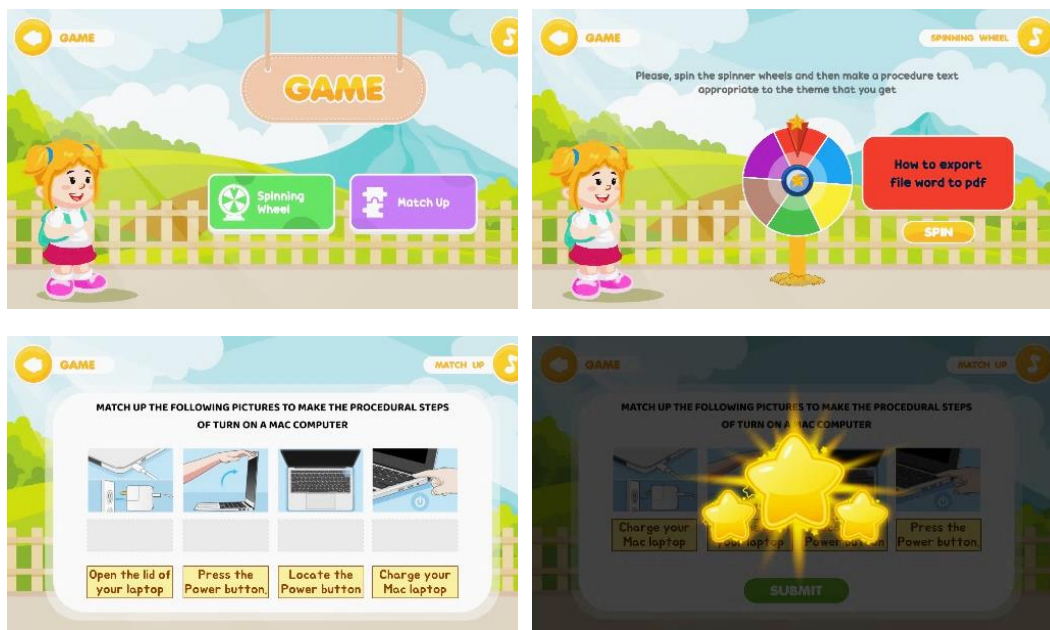 GAME
GAME
Spinning
Wheel
Match Up
GAME
SPINNING WHEEL
Please, spin the spinner wheels and then make a procedure text
appropriate to the theme that you get
How to export
file word to pdf
SPIN
GAME
MATCH UP
MATCH UP THE FOLLOWING PICTURES TO MAKE THE PROCEDURAL STEPS
OF TURN ON A MAC COMPUTER
Open the lid of
your laptop
Press the
Power button.
Locate the
Power button
Charge your
Mac laptop
GAME
MATCH UP
MATCH UP THE FOLLOWING PICTURES TO MAKE THE PROCEDURAL STEPS
OF TURN ON A MAC COMPUTER
Charge your
Mac laptop
your laptop
Power button
Press the
Power button.
SUBMIT